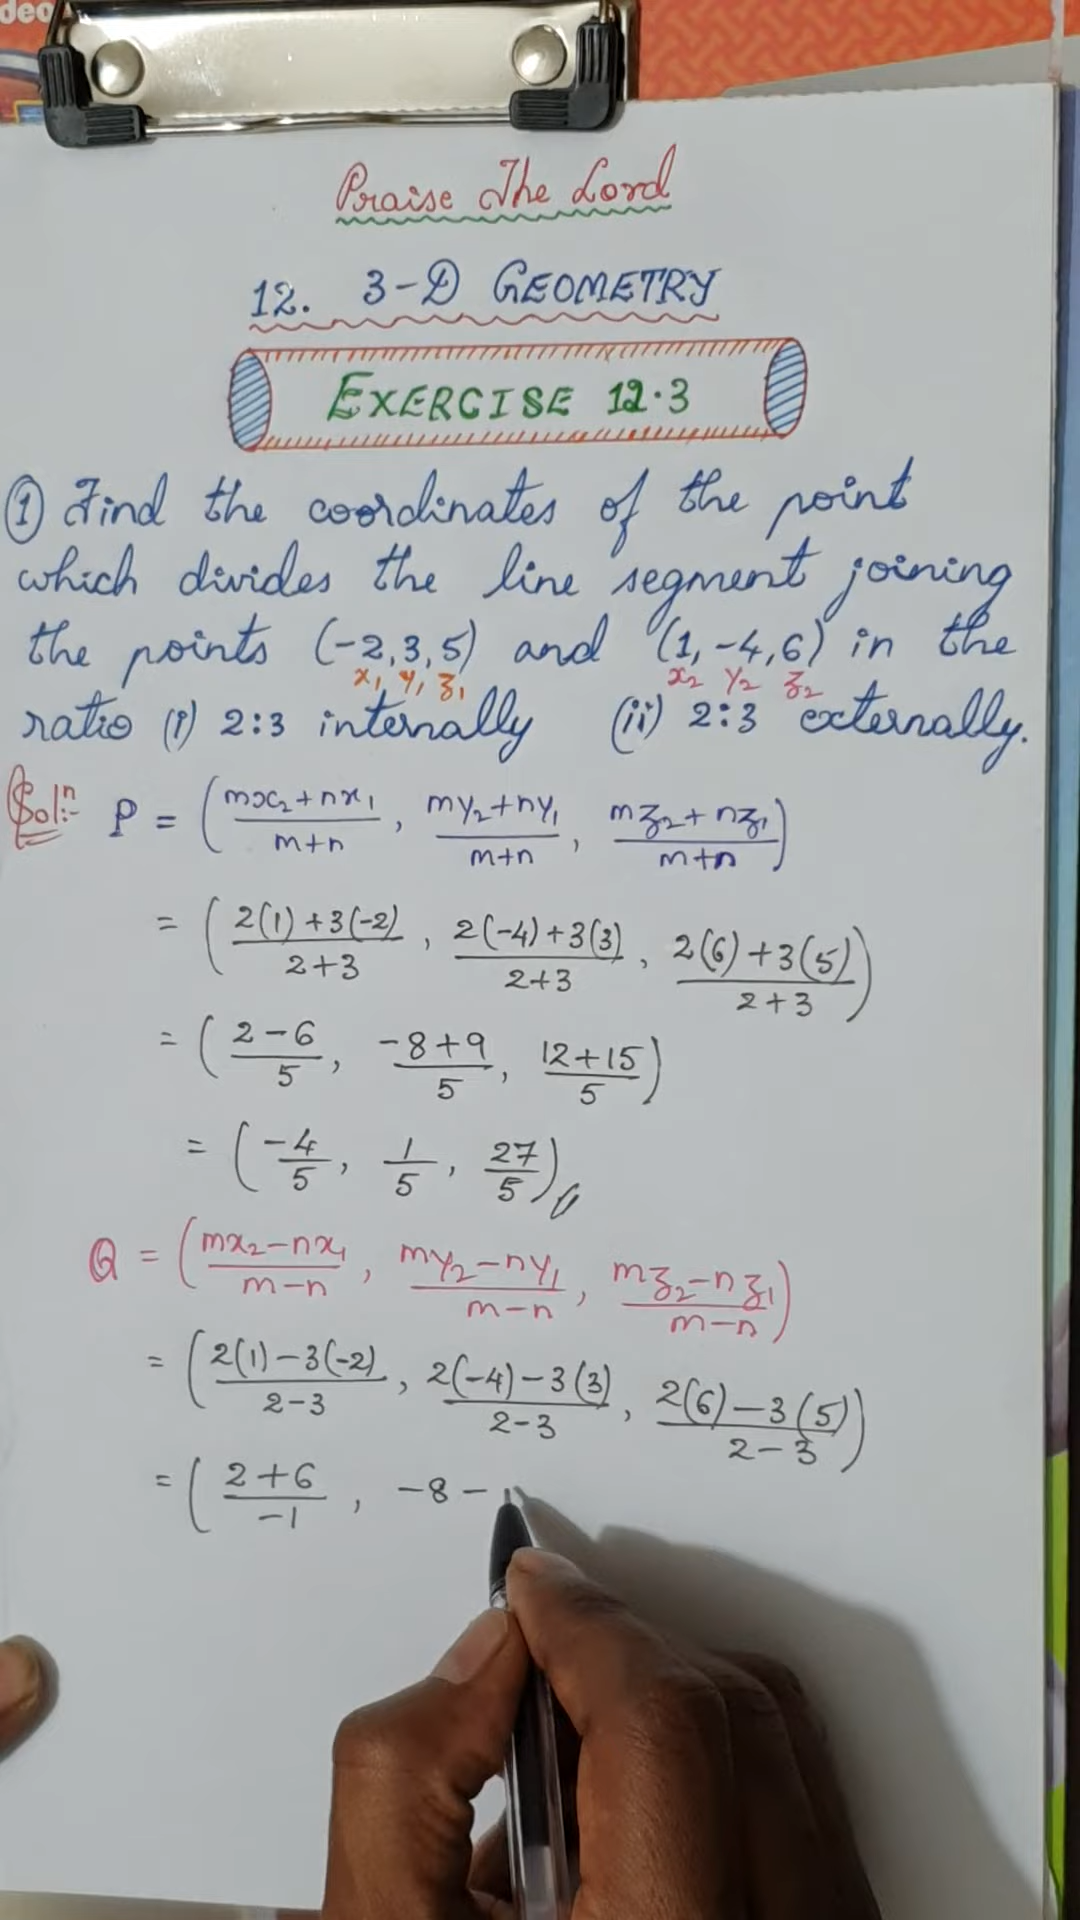 deo
Praise The Lord
12. 3-D GEOMETRY
EXERCISE 12.3
① Find the coordinates of the point
which divides the line segment joining
the points (-2,3,5) and (1,-4,6) in the
x₁ y₁ z₁ x₂ y₂ z₂
ratio (i) 2:3 internally (ii) 2:3 externally.
Solⁿ:- P = ( (mx₂+nx₁)/(m+n) , (my₂+ny₁)/(m+n) , (mz₂+nz₁)/(m+n) )
= ( (2(1)+3(-2))/(2+3) , (2(-4)+3(3))/(2+3) , (2(6)+3(5))/(2+3) )
= ( (2-6)/5 , (-8+9)/5 , (12+15)/5 )
= ( -4/5 , 1/5 , 27/5 )
Q = ( (mx₂-nx₁)/(m-n) , (my₂-ny₁)/(m-n) , (mz₂-nz₁)/(m-n) )
= ( (2(1)-3(-2))/(2-3) , (2(-4)-3(3))/(2-3) , (2(6)-3(5))/(2-3) )
= ( (2+6)/-1 , -8-